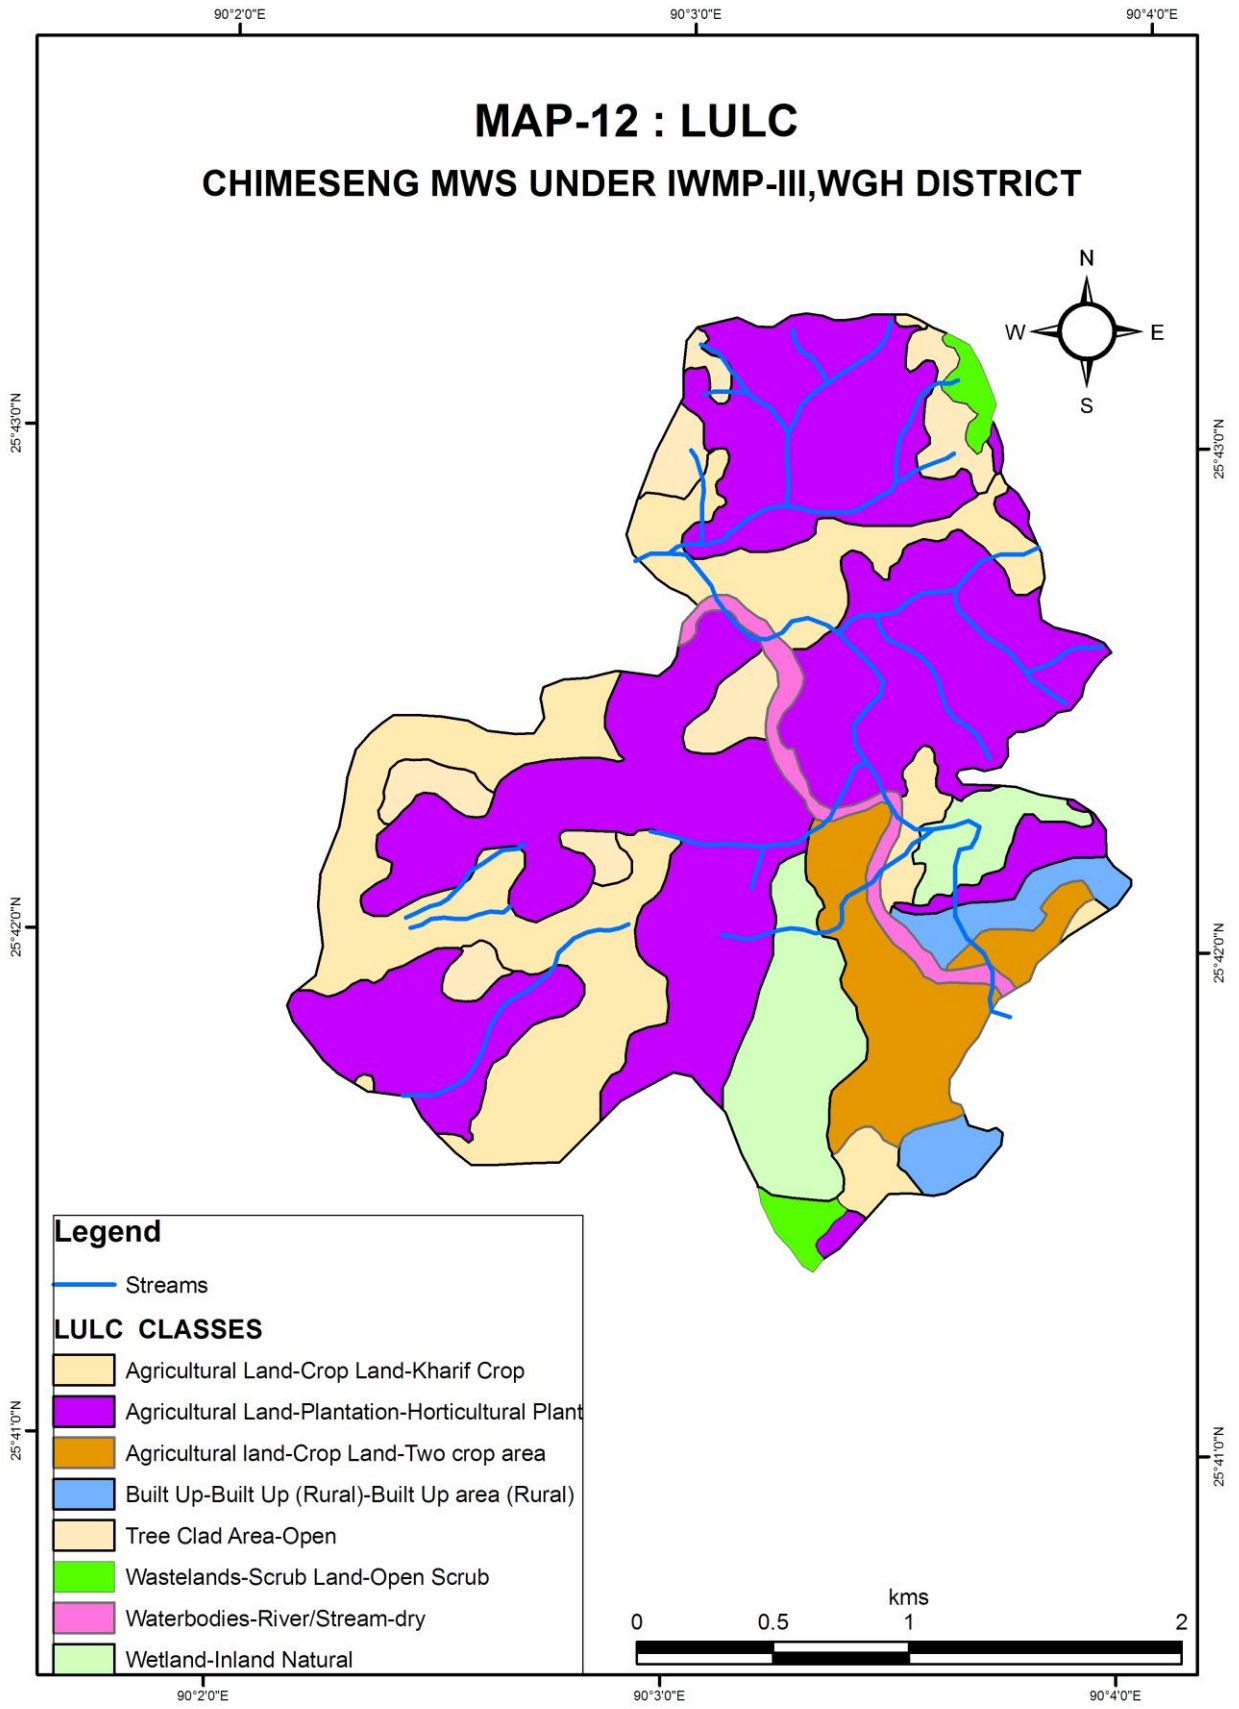 90°2'0"E 90°3'0"E 90°4'0"E
MAP-12 : LULC
CHIMESENG MWS UNDER IWMP-III,WGH DISTRICT
N
W E
S
25°43'0"N 25°43'0"N
25°42'0"N 25°42'0"N
Legend
Streams
LULC CLASSES
Agricultural Land-Crop Land-Kharif Crop
Agricultural Land-Plantation-Horticultural Plant
25°41'0"N 25°41'0"N
Agricultural land-Crop Land-Two crop area
Built Up-Built Up (Rural)-Built Up area (Rural)
Tree Clad Area-Open
Wastelands-Scrub Land-Open Scrub
Waterbodies-River/Stream-dry
Wetland-Inland Natural
kms
0 0.5 1 2
90°2'0"E 90°3'0"E 90°4'0"E